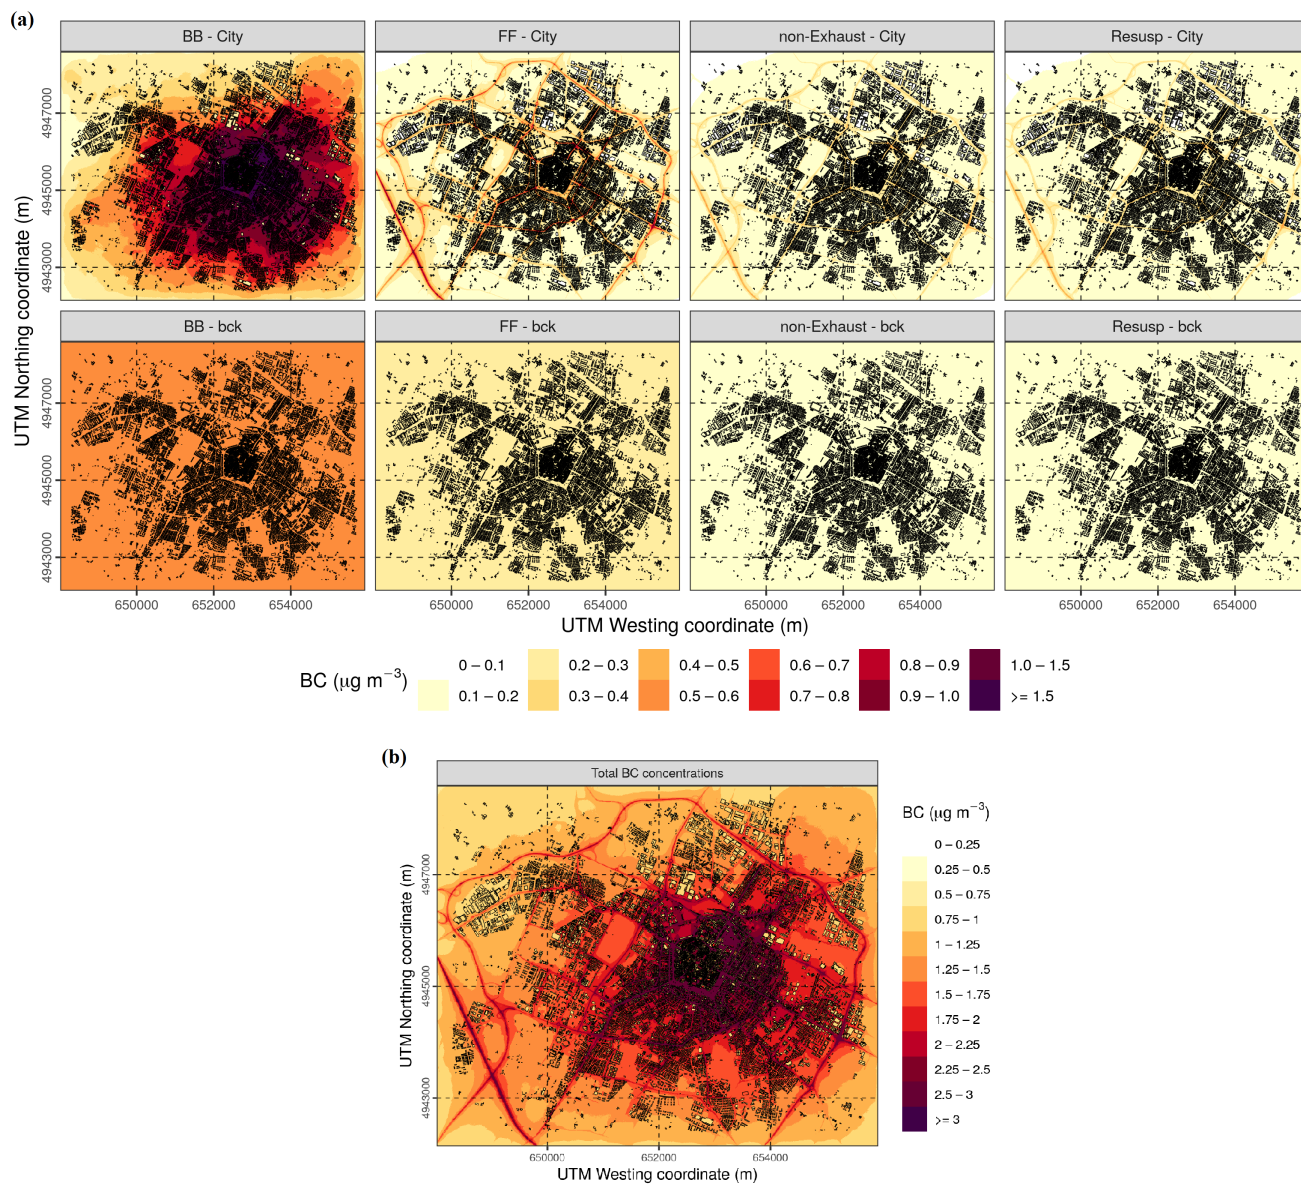 (a)
BB - City
FF - City
non-Exhaust - City
Resusp - City
4947000
4945000
4943000
BB - bck
FF - bck
non-Exhaust - bck
Resusp - bck
4947000
4945000
4943000
UTM Northing coordinate (m)
650000 652000 654000
650000 652000 654000
650000 652000 654000
650000 652000 654000
UTM Westing coordinate (m)
BC (μg m−3)
0 – 0.1
0.1 – 0.2
0.2 – 0.3
0.3 – 0.4
0.4 – 0.5
0.5 – 0.6
0.6 – 0.7
0.7 – 0.8
0.8 – 0.9
0.9 – 1.0
1.0 – 1.5
>= 1.5
(b)
Total BC concentrations
4947000
4945000
4943000
UTM Northing coordinate (m)
650000 652000 654000
UTM Westing coordinate (m)
BC (μg m−3)
0 – 0.25
0.25 – 0.5
0.5 – 0.75
0.75 – 1
1 – 1.25
1.25 – 1.5
1.5 – 1.75
1.75 – 2
2 – 2.25
2.25 – 2.5
2.5 – 3
>= 3